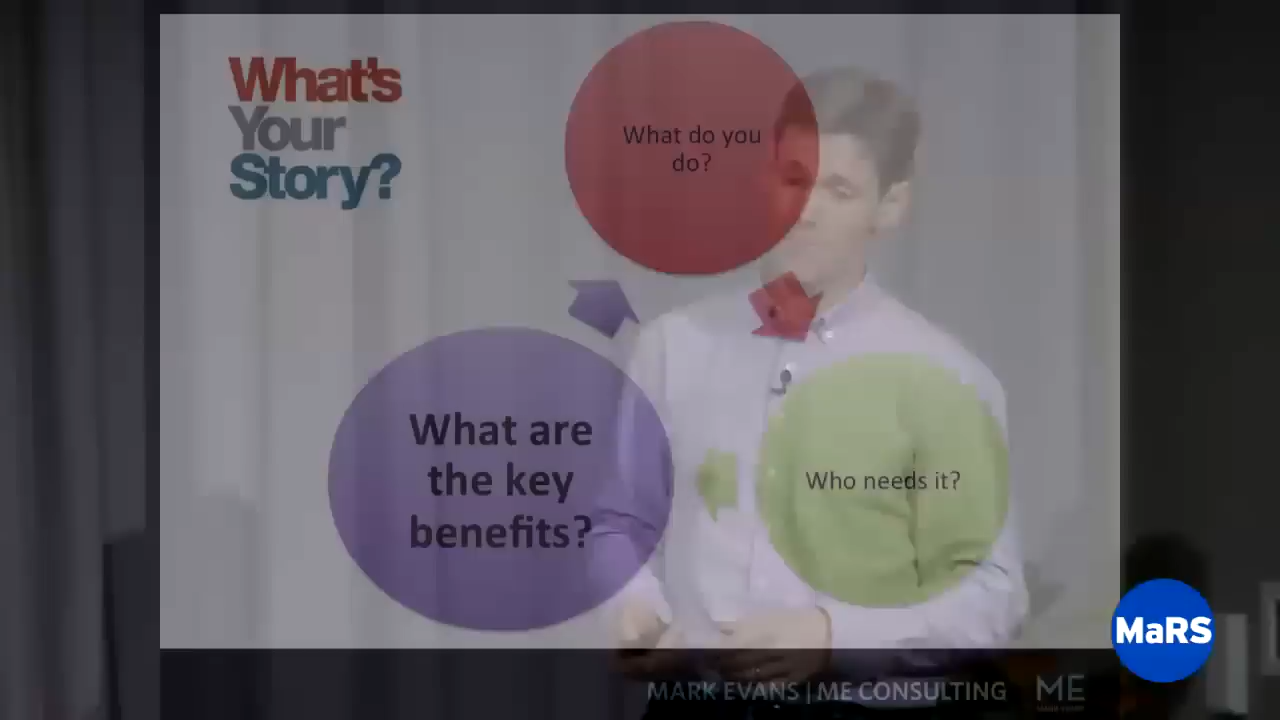 What's
Your
Story?
What do you
do?
What are
the key
benefits?
Who needs it?
MARK EVANS | ME CONSULTING
ME
MaRS